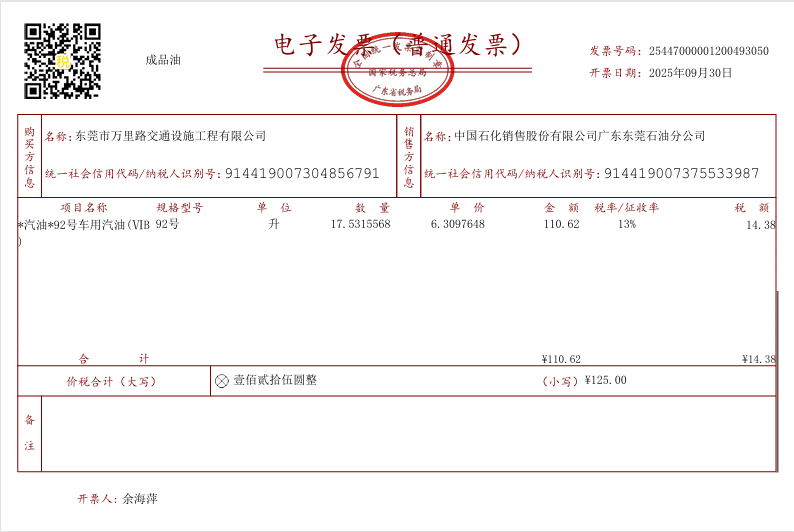 电子发票（普通发票）
全国统一发票监制章
国家税务总局
广东省税务局
税
成品油
发票号码：25447000001200493050
开票日期：2025年09月30日
购买方信息
名称：东莞市万里路交通设施工程有限公司
统一社会信用代码/纳税人识别号：914419007304856791
销售方信息
名称：中国石化销售股份有限公司广东东莞石油分公司
统一社会信用代码/纳税人识别号：914419007375533987
项目名称 规格型号 单 位 数 量 单 价 金 额 税率/征收率 税 额
*汽油*92号车用汽油(VIB 92号 升 17.5315568 6.3097648 110.62 13% 14.38
)
合 计 ¥110.62 ¥14.38
价税合计（大写） 壹佰贰拾伍圆整 （小写）¥125.00
备注
开票人：余海萍